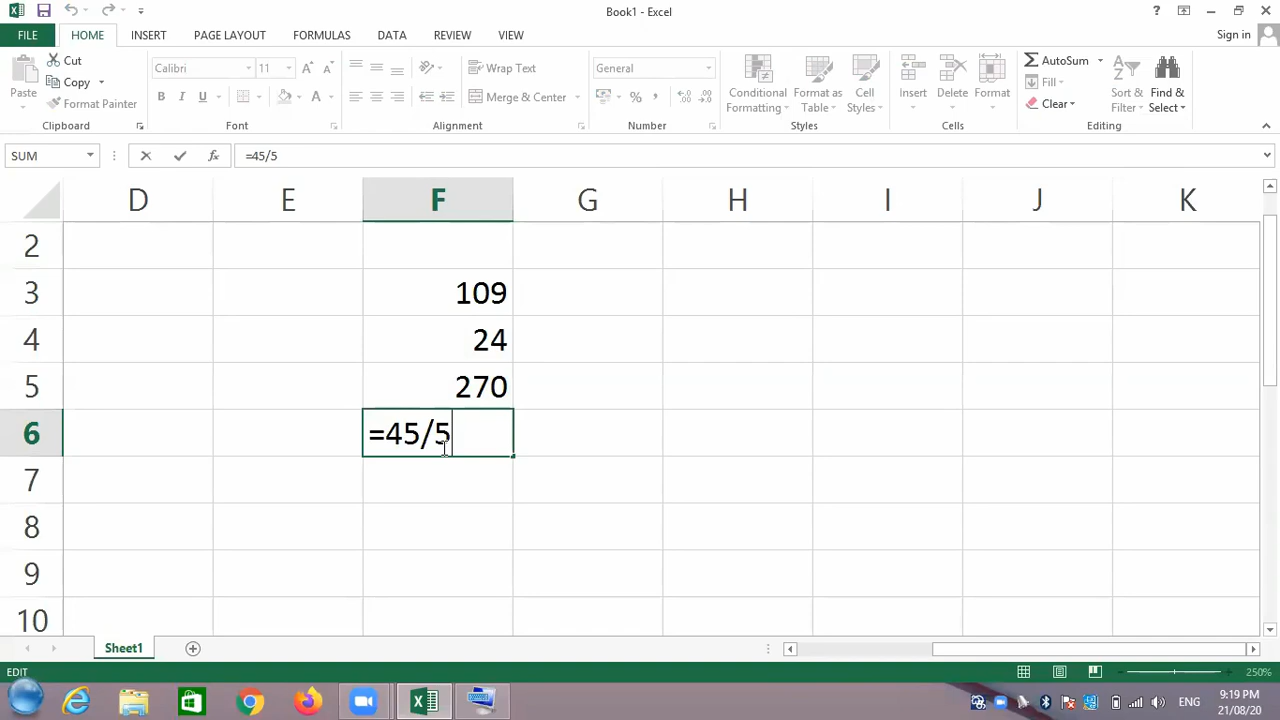 Book1 - Excel
? 
Sign in
FILE HOME INSERT PAGE LAYOUT FORMULAS DATA REVIEW VIEW
Cut
Copy
Format Painter
Paste
Clipboard
Calibri 11
B I U A
Font
Wrap Text
Merge & Center
Alignment
General
%
Number
Conditional Formatting
Format as Table
Cell Styles
Styles
Insert
Delete
Format
Cells
AutoSum
Fill
Clear
Sort & Filter
Find & Select
Editing
SUM fx =45/5
D E F G H I J K
2
3 109
4 24
5 270
6 =45/5
7
8
9
10
Sheet1
EDIT 250%
ENG
9:19 PM
21/08/20